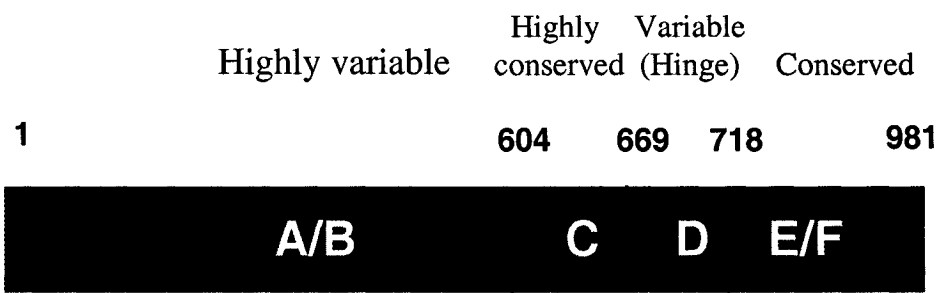 Highly Variable
Highly variable conserved (Hinge) Conserved
1 604 669 718 981
A/B C D E/F